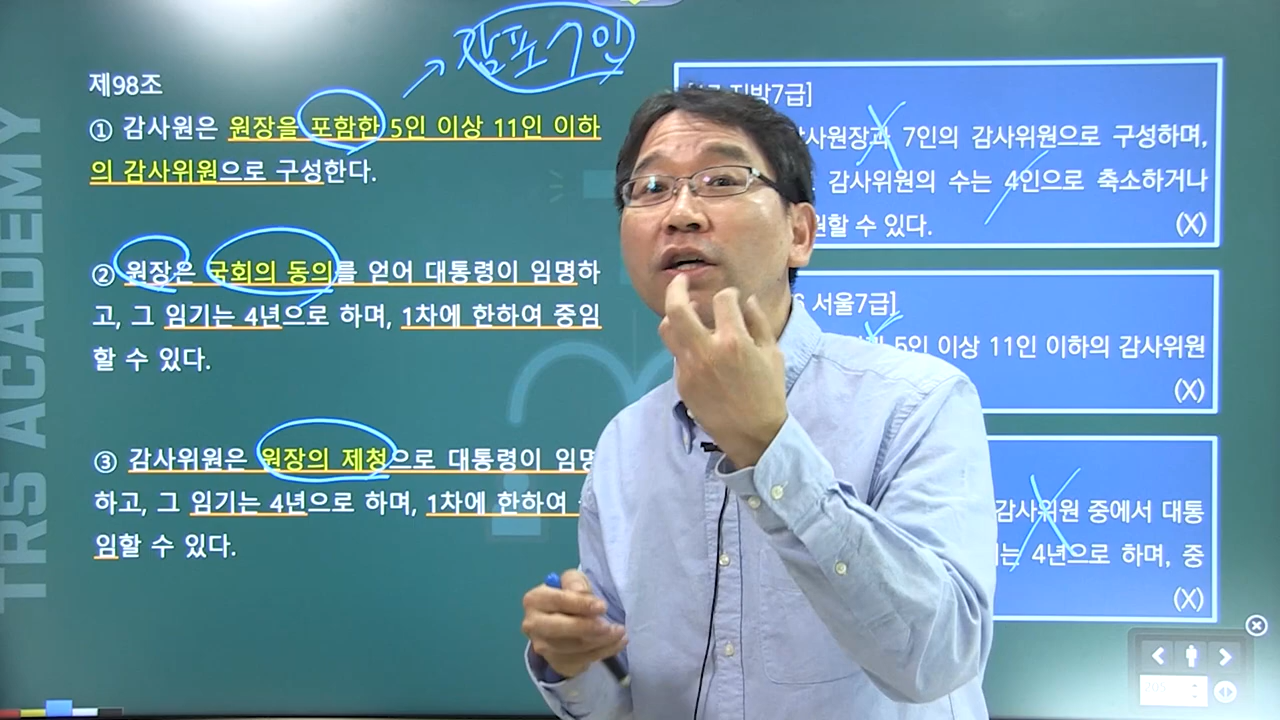 잠포 7인
제98조
① 감사원은 원장을 포함한 5인 이상 11인 이하
의 감사위원으로 구성한다.
② 원장은 국회의 동의를 얻어 대통령이 임명하
고, 그 임기는 4년으로 하며, 1차에 한하여 중임
할 수 있다.
③ 감사위원은 원장의 제청으로 대통령이 임명
하고, 그 임기는 4년으로 하며, 1차에 한하여
임할 수 있다.
TRS ACADEMY
지방7급]
감사원장과 7인의 감사위원으로 구성하며,
감사위원의 수는 4인으로 축소하거나
할 수 있다. (X)
서울7급]
5인 이상 11인 이하의 감사위원
(X)
감사위원 중에서 대통
는 4년으로 하며, 중
(X)